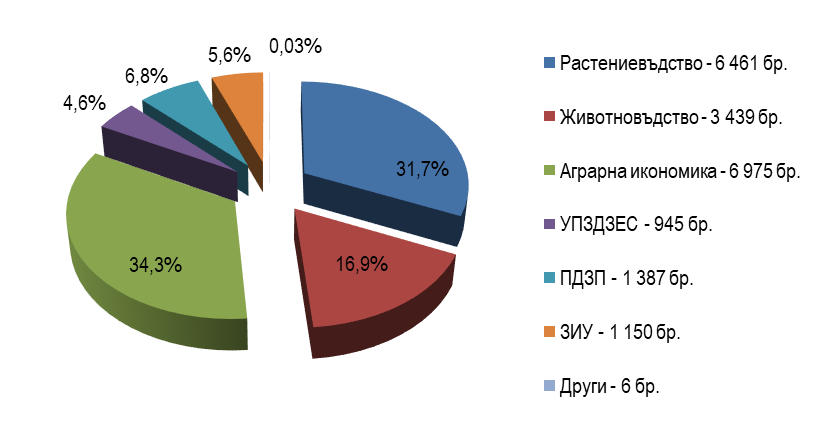 0,03%
5,6%
6,8%
4,6%
31,7%
34,3%
16,9%
Растениевъдство - 6 461 бр.
Животновъдство - 3 439 бр.
Аграрна икономика - 6 975 бр.
УПЗДЗЕС - 945 бр.
ПДЗП - 1 387 бр.
ЗИУ - 1 150 бр.
Други - 6 бр.